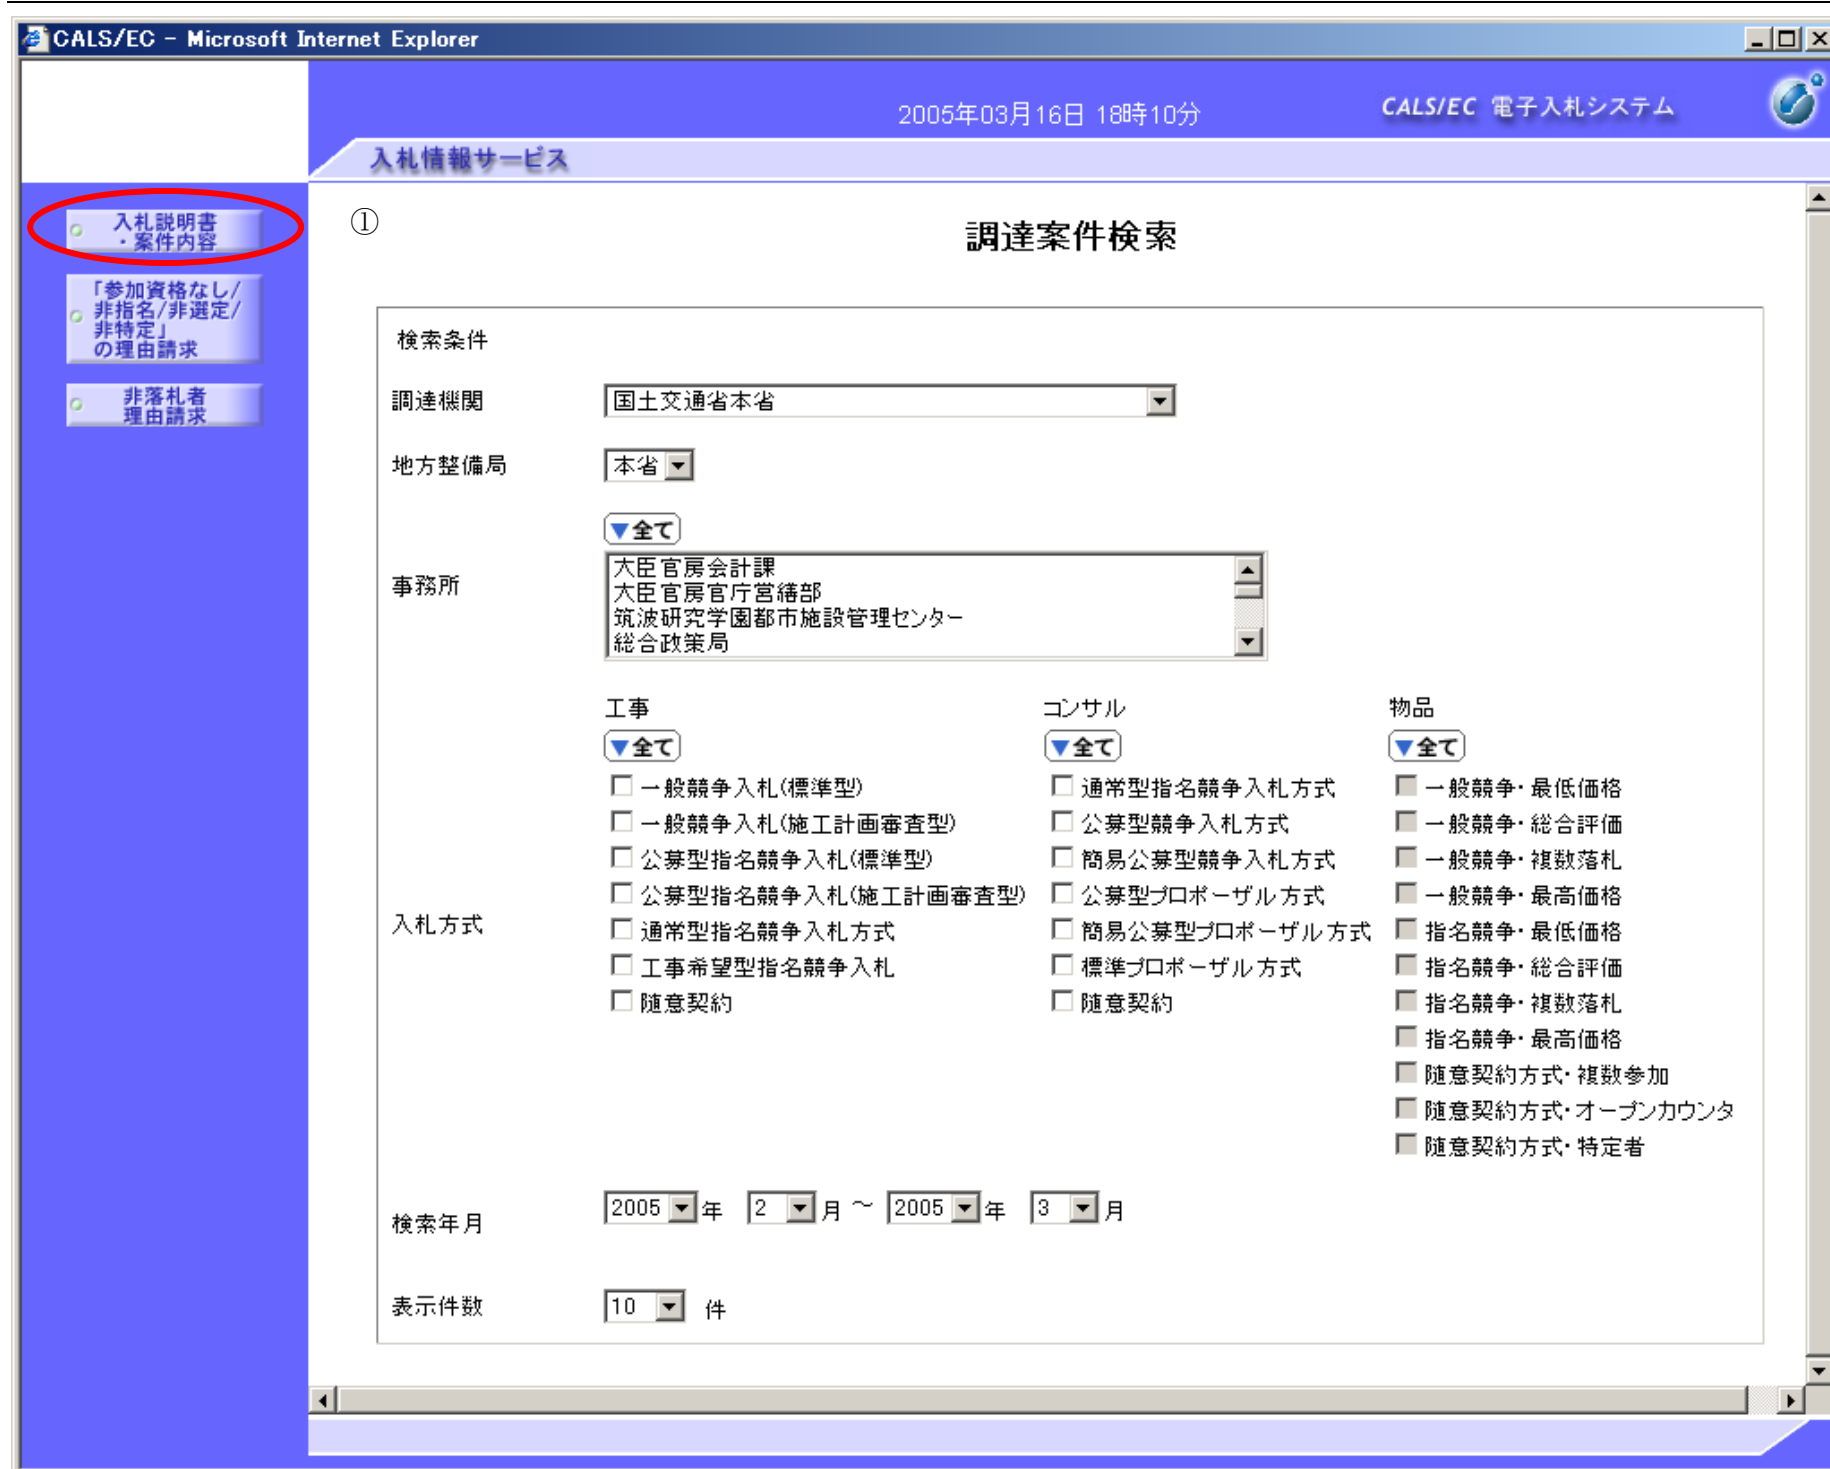 CALS/EC - Microsoft Internet Explorer
2005年03月16日 18時10分
CALS/EC 電子入札システム
入札情報サービス
入札説明書
・案件内容
「参加資格なし/
非指名/非選定/
非特定」
の理由請求
非落札者
理由請求
①
調達案件検索
検索条件
調達機関 国土交通省本省
地方整備局 本省
▼全て
事務所
大臣官房会計課
大臣官房官庁営繕部
筑波研究学園都市施設管理センター
総合政策局
入札方式
工事
▼全て
一般競争入札(標準型)
一般競争入札(施工計画審査型)
公募型指名競争入札(標準型)
公募型指名競争入札(施工計画審査型)
通常型指名競争入札方式
工事希望型指名競争入札
随意契約
コンサル
▼全て
通常型指名競争入札方式
公募型競争入札方式
簡易公募型競争入札方式
公募型プロポーザル方式
簡易公募型プロポーザル方式
標準プロポーザル方式
随意契約
物品
▼全て
一般競争・最低価格
一般競争・総合評価
一般競争・複数落札
一般競争・最高価格
指名競争・最低価格
指名競争・総合評価
指名競争・複数落札
指名競争・最高価格
随意契約方式・複数参加
随意契約方式・オープンカウンタ
随意契約方式・特定者
検索年月 2005 年 2 月 ～ 2005 年 3 月
表示件数 10 件